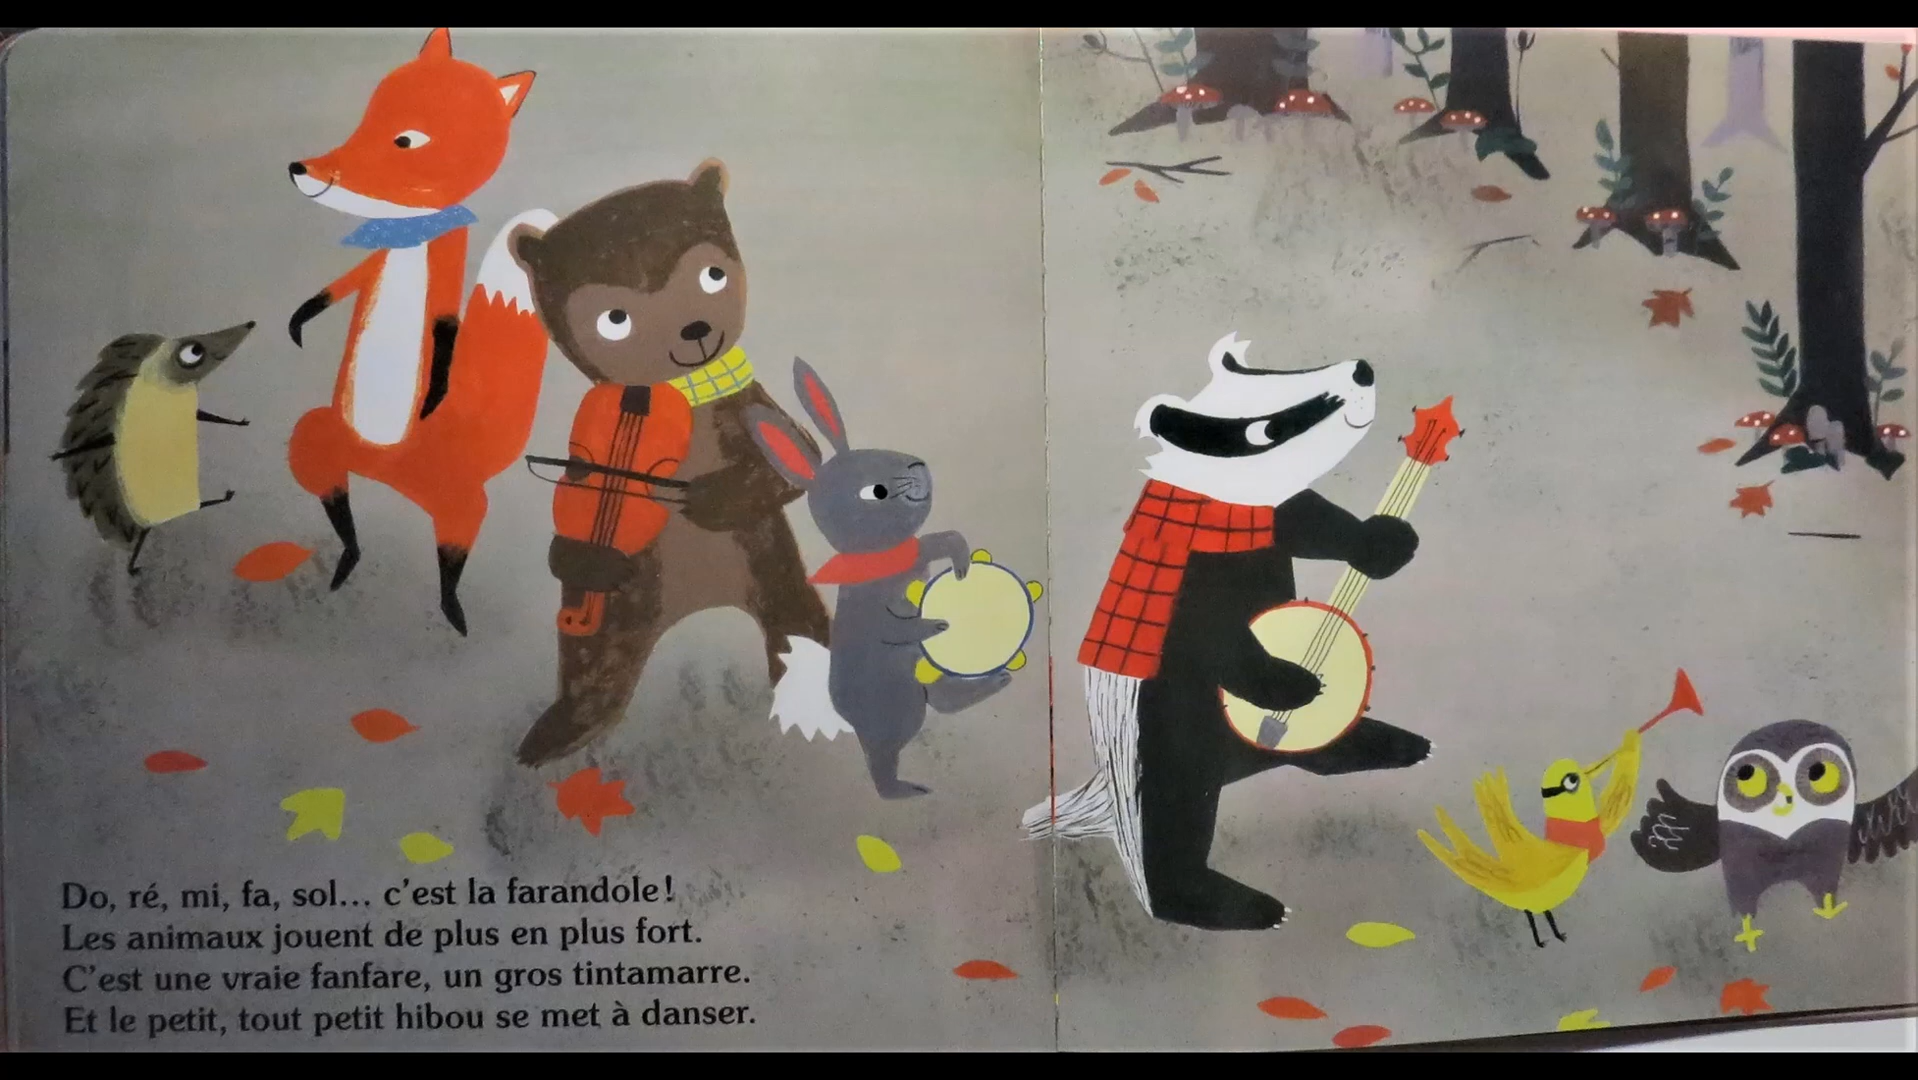 Do, ré, mi, fa, sol... c'est la farandole!
Les animaux jouent de plus en plus fort.
C'est une vraie fanfare, un gros tintamarre.
Et le petit, tout petit hibou se met à danser.